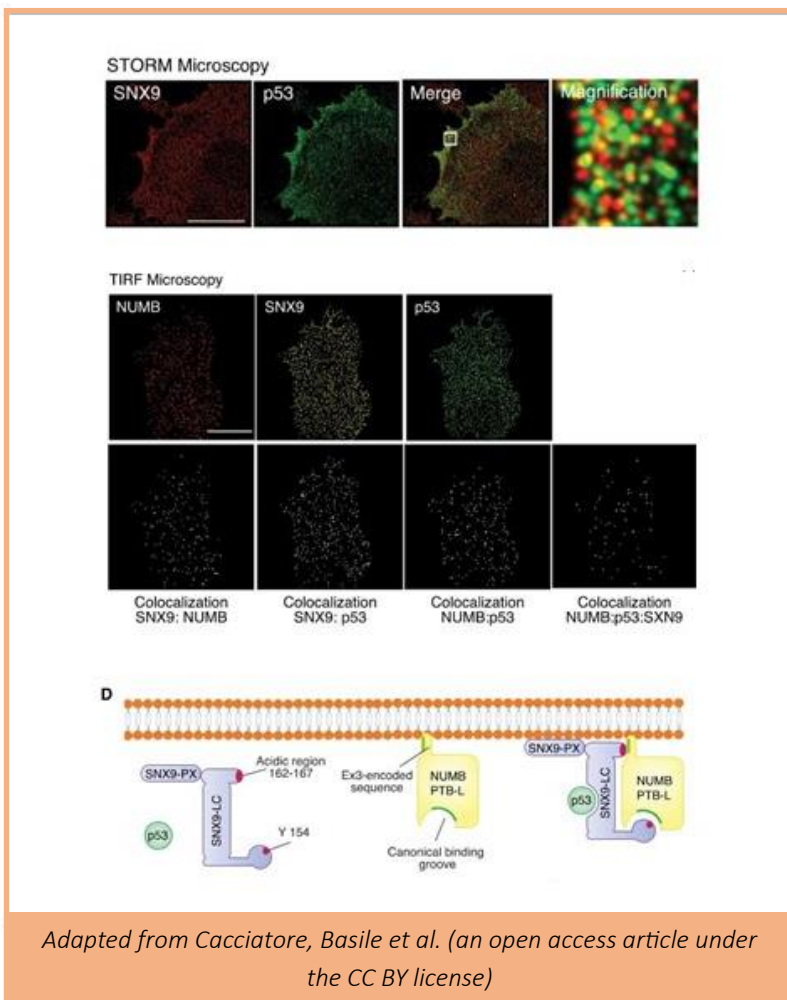 STORM Microscopy
SNX9
p53
Merge
Magnification
TIRF Microscopy
NUMB
SNX9
p53
Colocalization
SNX9: NUMB
Colocalization
SNX9: p53
Colocalization
NUMB:p53
Colocalization
NUMB:p53:SXN9
D
SNX9-PX
Acidic region
162-167
SNX9-LC
p53
Y 154
Ex3-encoded
sequence
NUMB
PTB-L
Canonical binding
groove
SNX9-PX
SNX9-LC
p53
NUMB
PTB-L
Adapted from Cacciatore, Basile et al. (an open access article under
the CC BY license)